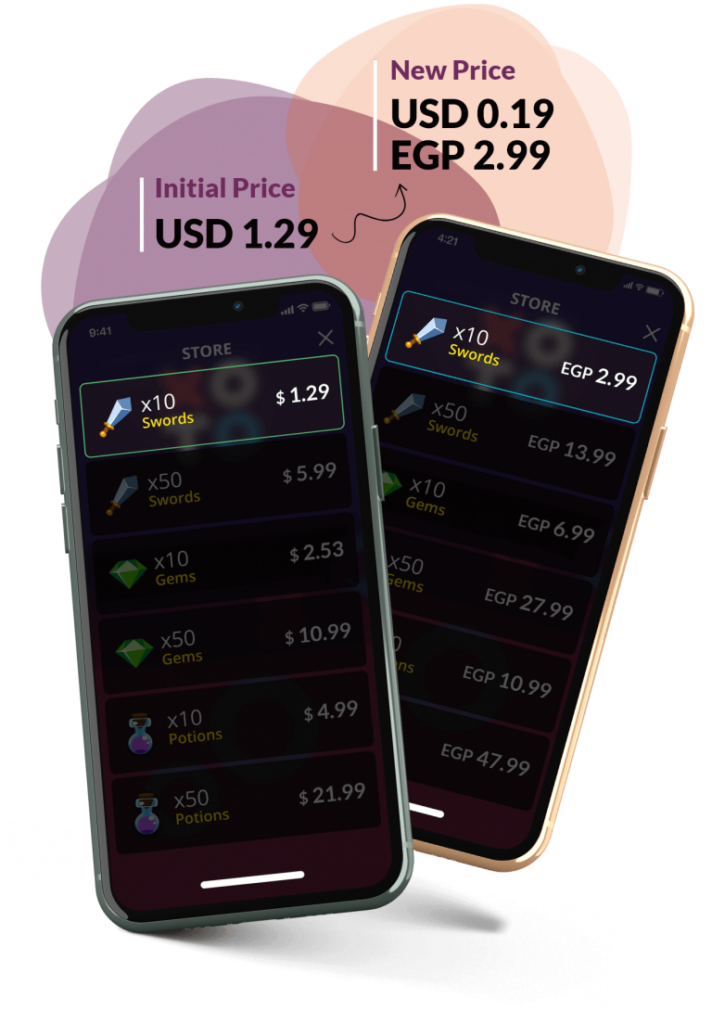 New Price
USD 0.19
EGP 2.99
Initial Price
USD 1.29
9:41
STORE
x10
Swords
$ 1.29
x50
Swords
$ 5.99
x10
Gems
$ 2.53
x50
Gems
$ 10.99
x10
Potions
$ 4.99
x50
Potions
$ 21.99
4:21
STORE
x10
Swords
EGP 2.99
x50
Swords
EGP 13.99
x10
Gems
EGP 6.99
x50
Gems
EGP 27.99
EGP 10.99
EGP 47.99